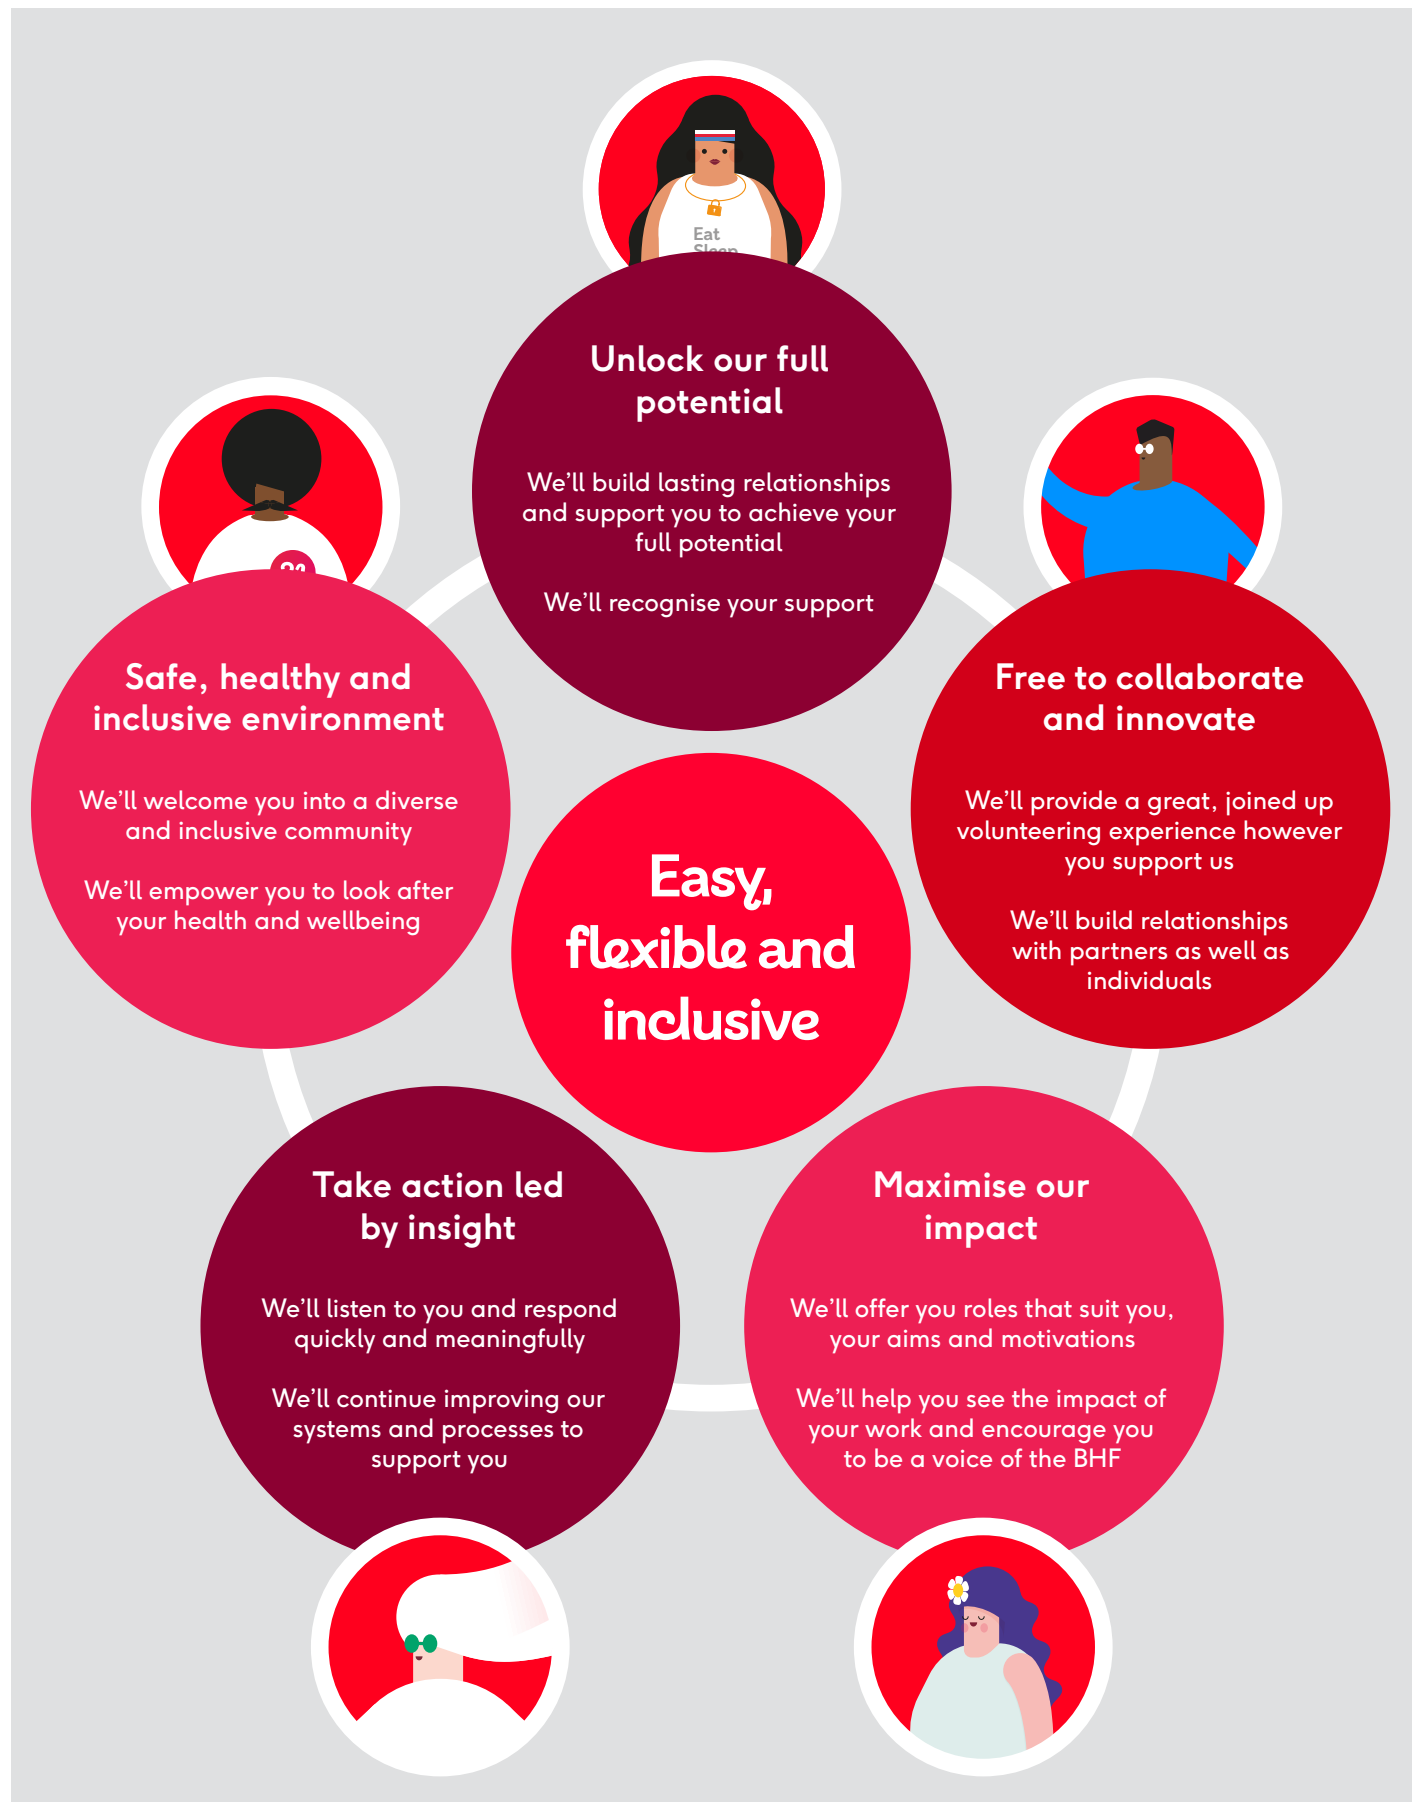 Eat
Unlock our full
potential
We'll build lasting relationships
and support you to achieve your
full potential
We'll recognise your support
Safe, healthy and
inclusive environment
We'll welcome you into a diverse
and inclusive community
We'll empower you to look after
your health and wellbeing
Free to collaborate
and innovate
We'll provide a great, joined up
volunteering experience however
you support us
We'll build relationships
with partners as well as
individuals
Easy,
flexible and
inclusive
Take action led
by insight
We'll listen to you and respond
quickly and meaningfully
We'll continue improving our
systems and processes to
support you
Maximise our
impact
We'll offer you roles that suit you,
your aims and motivations
We'll help you see the impact of
your work and encourage you
to be a voice of the BHF